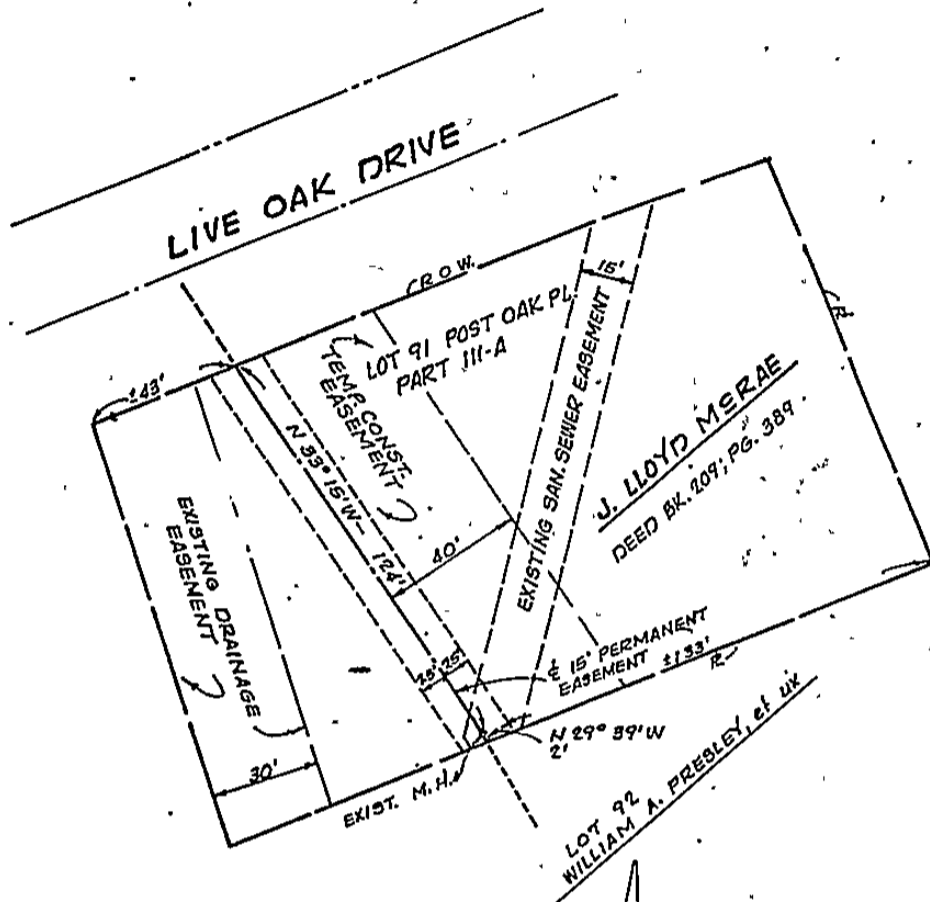 LIVE OAK DRIVE
R.O.W.
LOT 91 POST OAK PL.
PART III-A
15'
±43'
TEMP. CONST.
EASEMENT
N 33° 15' W - 124'
EXISTING SAN. SEWER EASEMENT
J. LLOYD McRAE
DEED BK. 209; PG. 389
40'
EXISTING DRAINAGE
EASEMENT
25' 25'
℄ 15' PERMANENT
EASEMENT
±133'
N 29° 39' W
2'
30'
EXIST. M.H.
LOT 92
WILLIAM A. PRESLEY, et ux